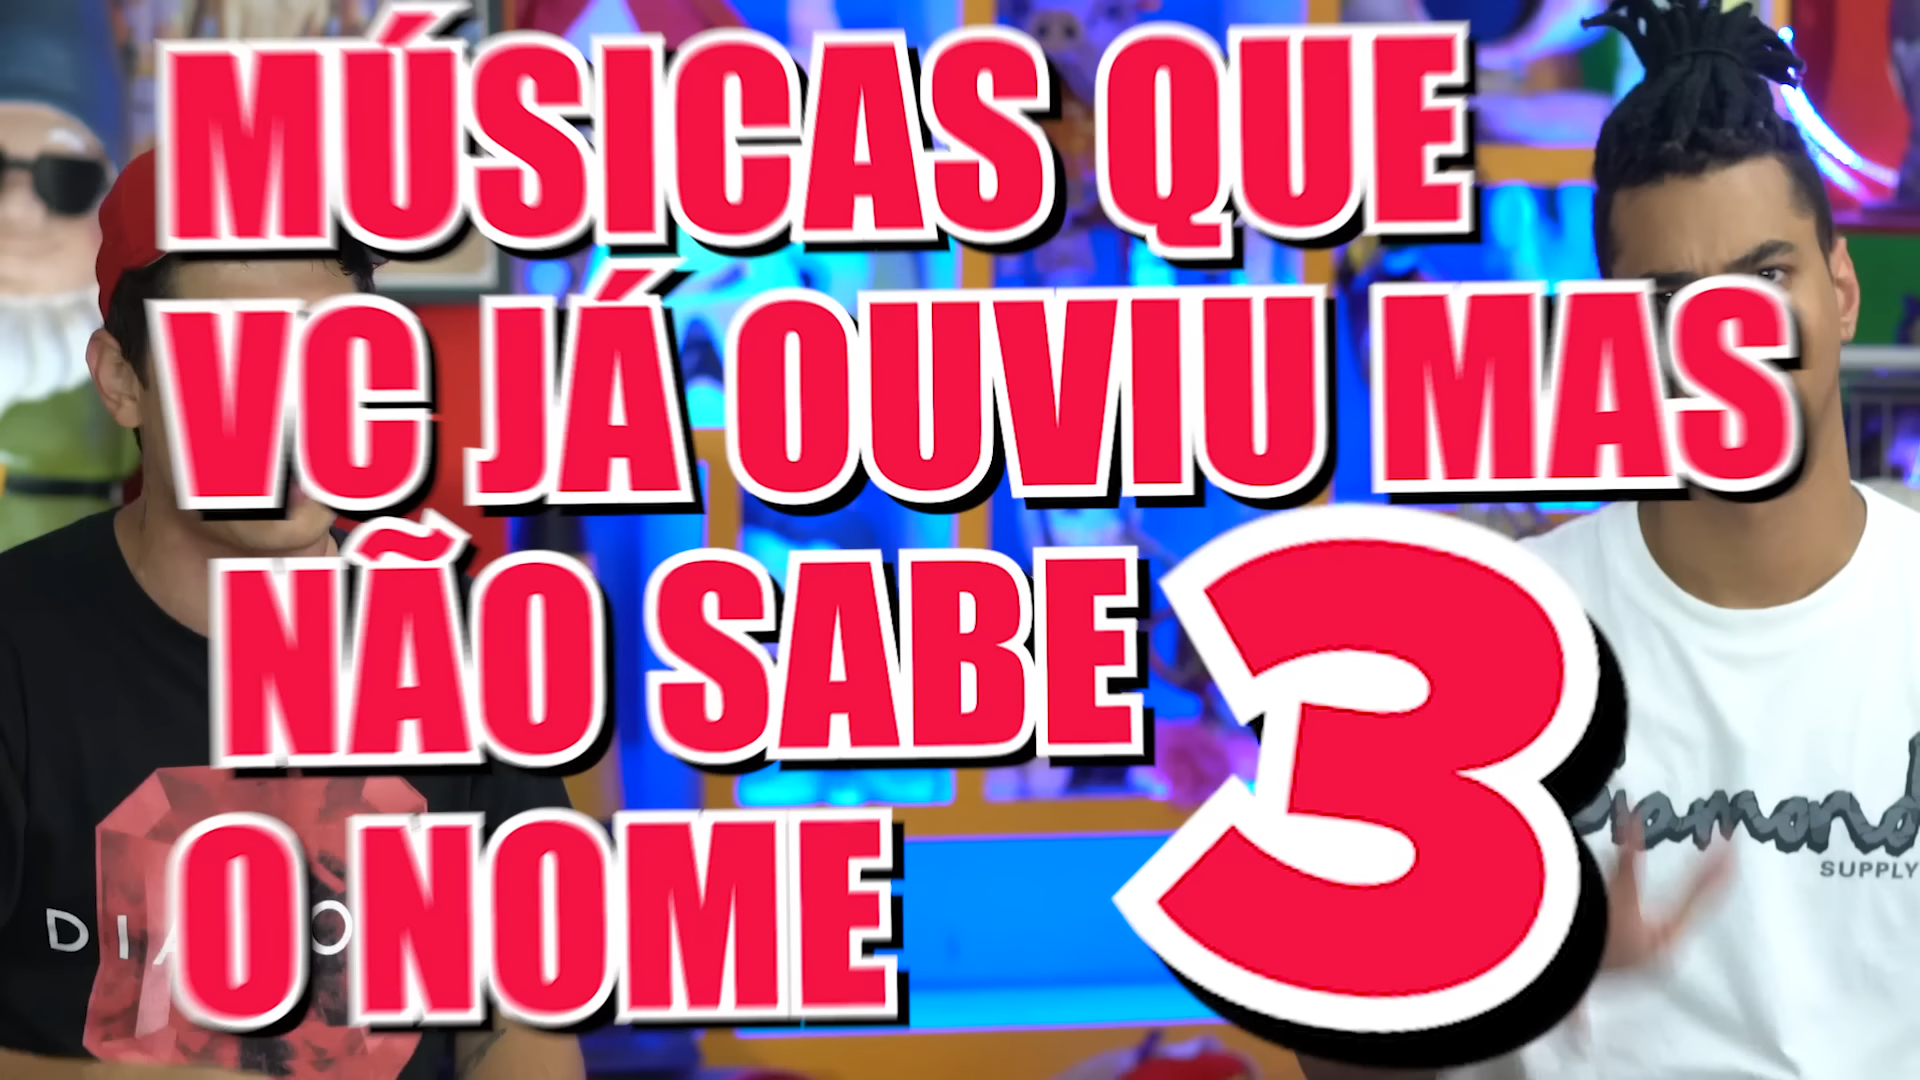 MÚSICAS QUE
VC JÁ OUVIU MAS
NÃO SABE 3
O NOME
SUPPLY